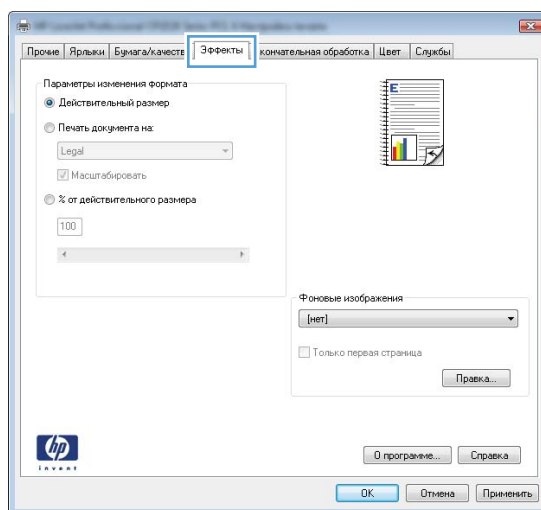 Прочие Ярлыки Бумага/качеств Эффекты кончательная обработка Цвет Службы
Параметры изменения формата
Действительный размер
Печать документа на:
Legal
Масштабировать
% от действительного размера
100
E
Фоновые изображения
[нет]
Только первая страница
Правка...
hp
invent
О программе... Справка
OK Отмена Применить